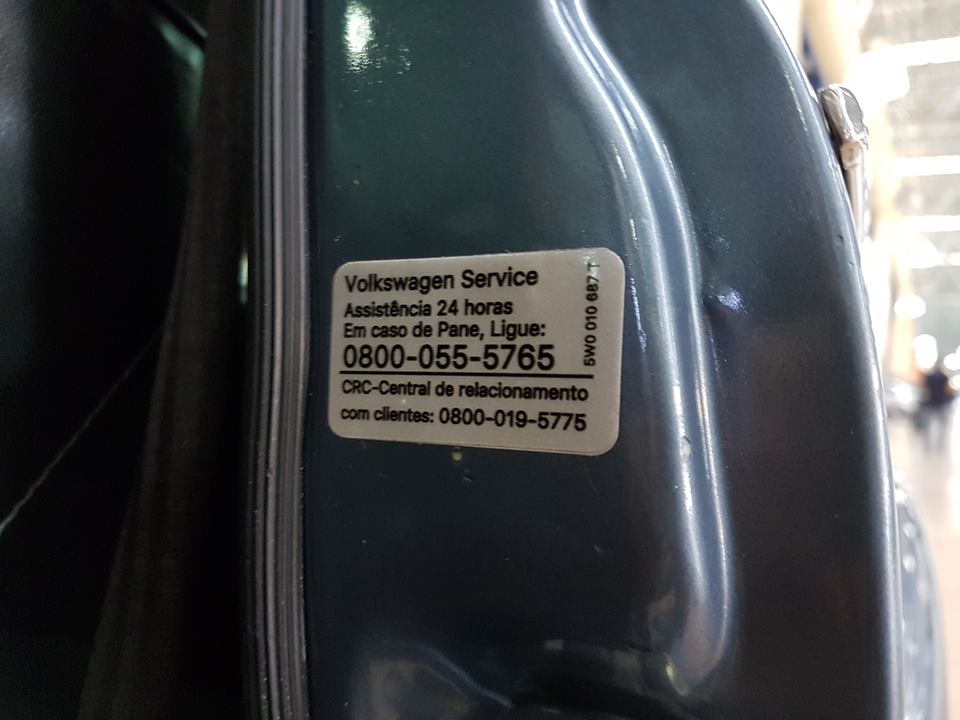 Volkswagen Service
Assistência 24 horas
Em caso de Pane, Ligue:
0800-055-5765
CRC-Central de relacionamento
com clientes: 0800-019-5775
5W0 010 687 T